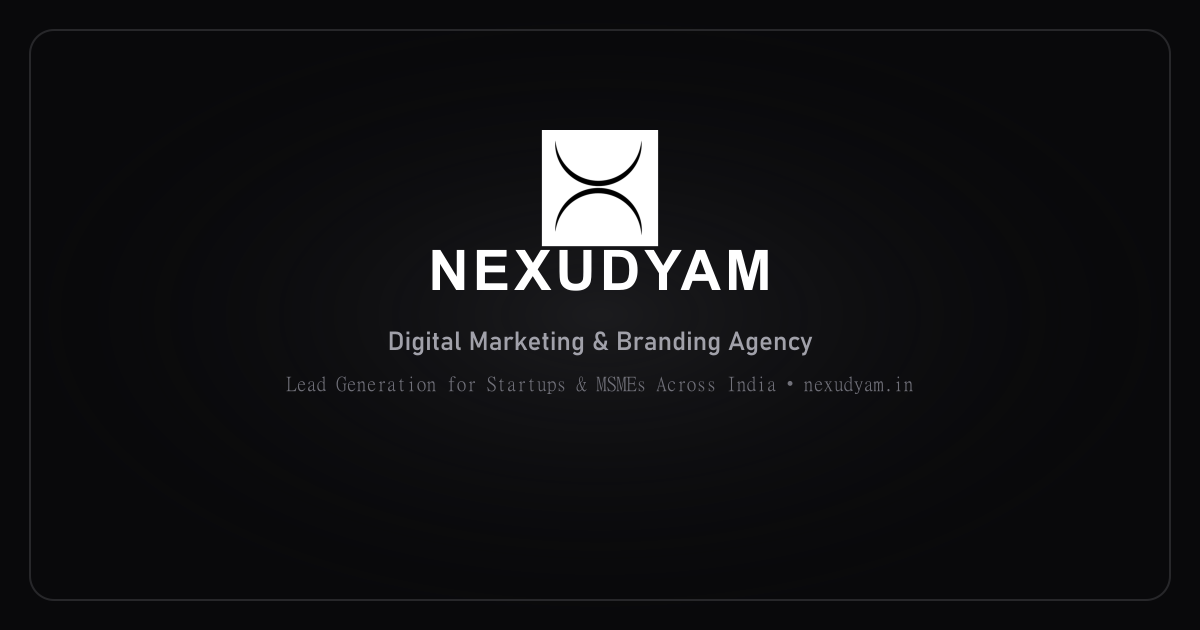 NEXUDYAM
Digital Marketing & Branding Agency
Lead Generation for Startups & MSMEs Across India • nexudyam.in